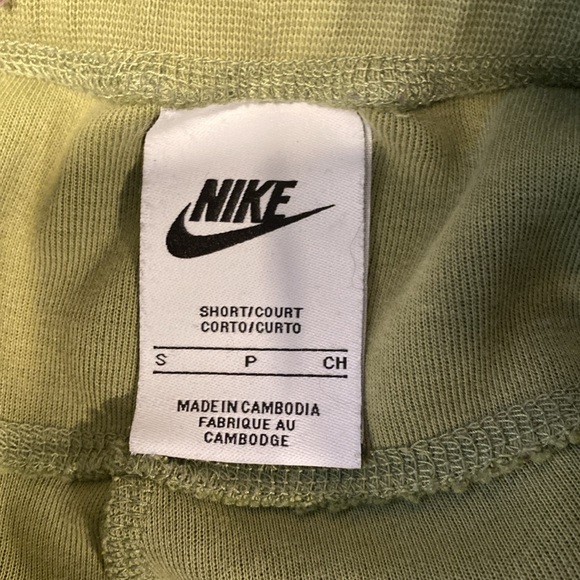 NIKE
SHORT/COURT
CORTO/CURTO
S P CH
MADE IN CAMBODIA
FABRIQUE AU
CAMBODGE